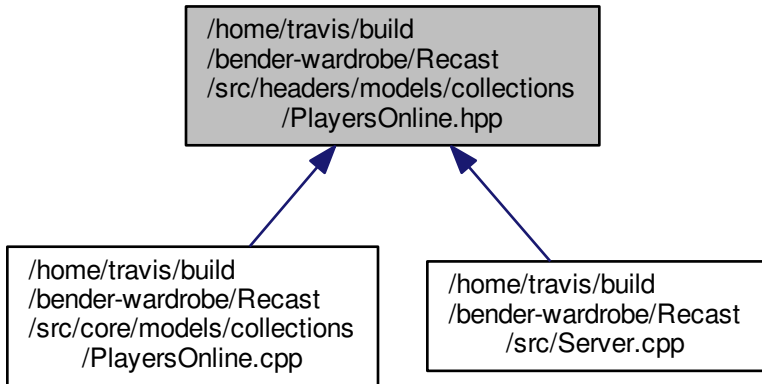 /home/travis/build
/bender-wardrobe/Recast
/src/headers/models/collections
/PlayersOnline.hpp
/home/travis/build
/bender-wardrobe/Recast
/src/core/models/collections
/PlayersOnline.cpp
/home/travis/build
/bender-wardrobe/Recast
/src/Server.cpp